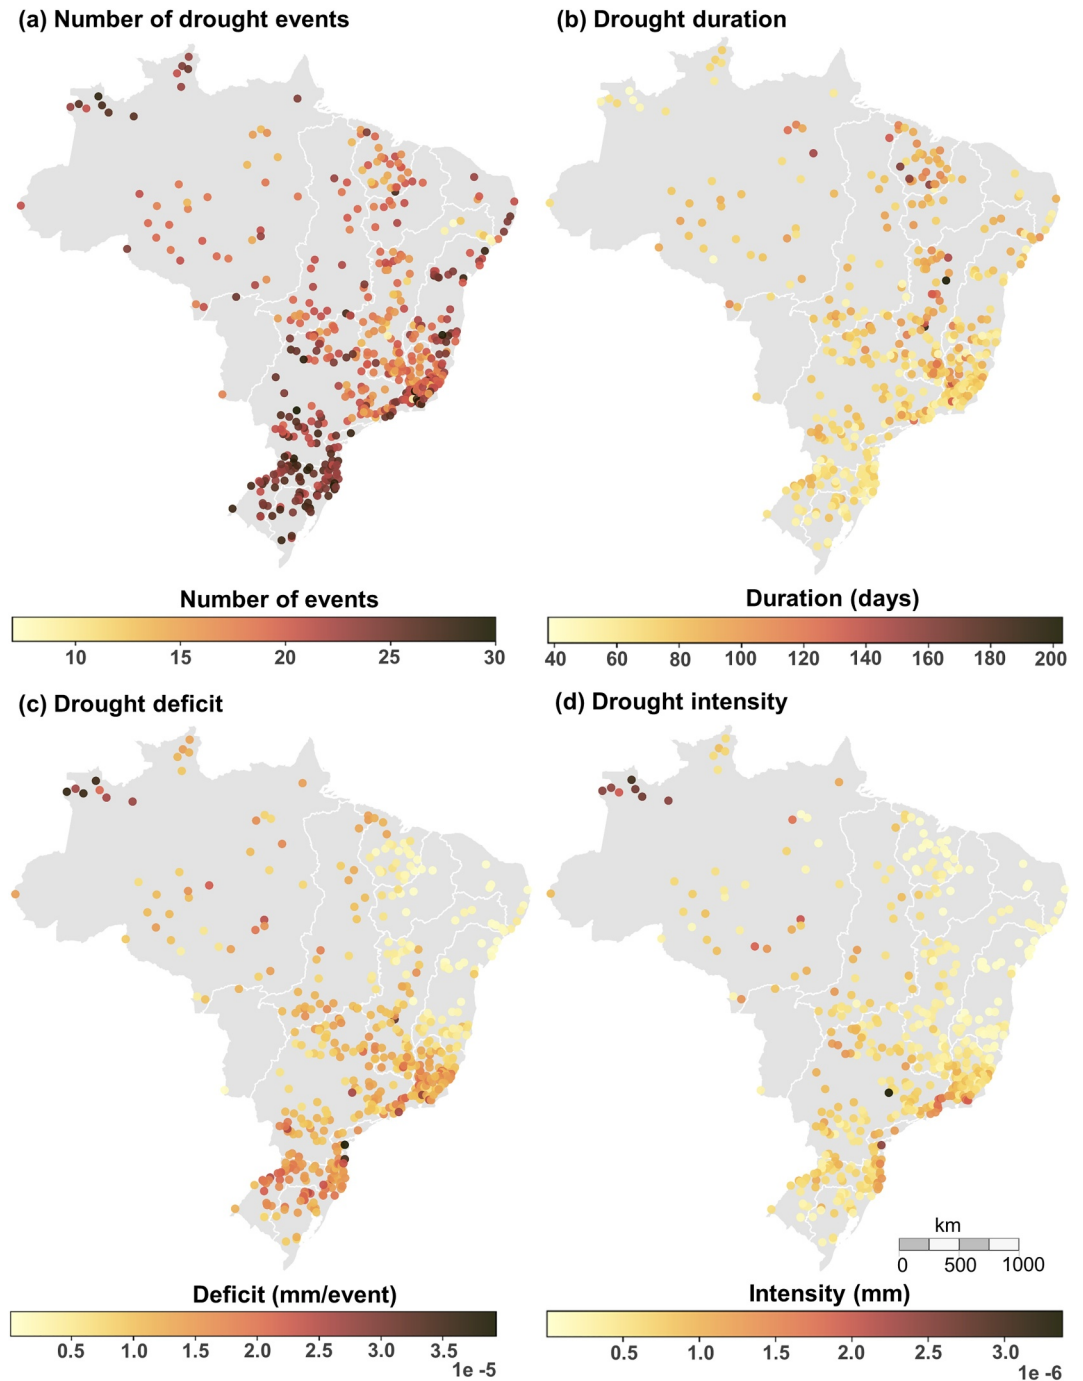 (a) Number of drought events
(b) Drought duration
Number of events
10 15 20 25 30
Duration (days)
40 60 80 100 120 140 160 180 200
(c) Drought deficit
(d) Drought intensity
km
0 500 1000
Deficit (mm/event)
0.5 1.0 1.5 2.0 2.5 3.0 3.5
1e -5
Intensity (mm)
0.5 1.0 1.5 2.0 2.5 3.0
1e -6